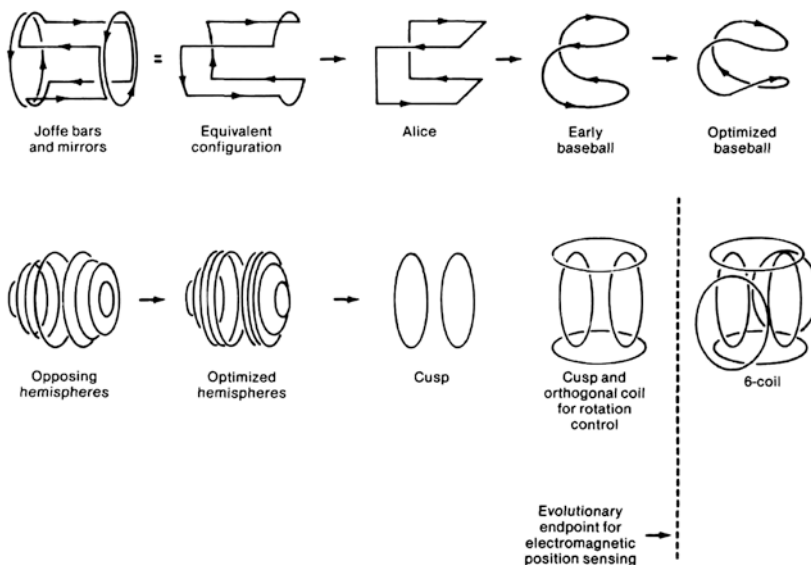 Joffe bars
and mirrors
=
Equivalent
configuration
Alice
Early
baseball
Optimized
baseball
Opposing
hemispheres
Optimized
hemispheres
Cusp
Cusp and
orthogonal coil
for rotation
control
6-coil
Evolutionary
endpoint for
electromagnetic
position sensing